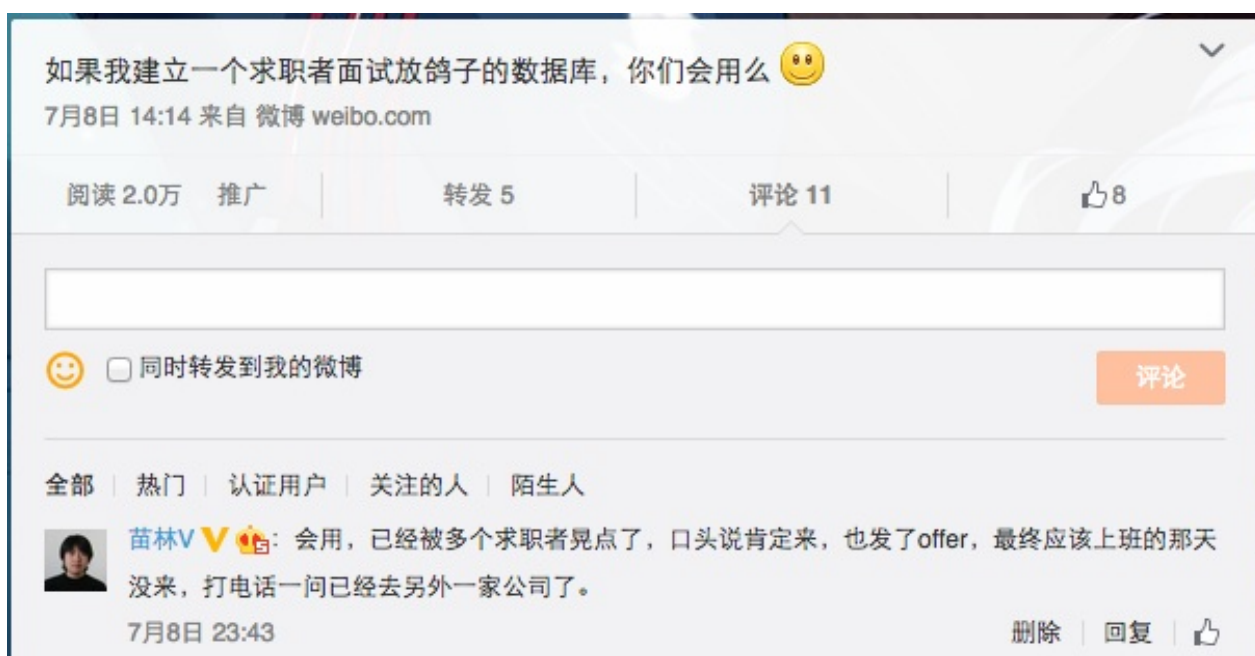 如果我建立一个求职者面试放鸽子的数据库，你们会用么
7月8日 14:14 来自 微博 weibo.com
阅读 2.0万 推广 转发 5 评论 11 8
同时转发到我的微博 评论
全部 热门 认证用户 关注的人 陌生人
苗林V：会用，已经被多个求职者晃点了，口头说肯定来，也发了offer，最终应该上班的那天
没来，打电话一问已经去另外一家公司了。
7月8日 23:43 删除 回复